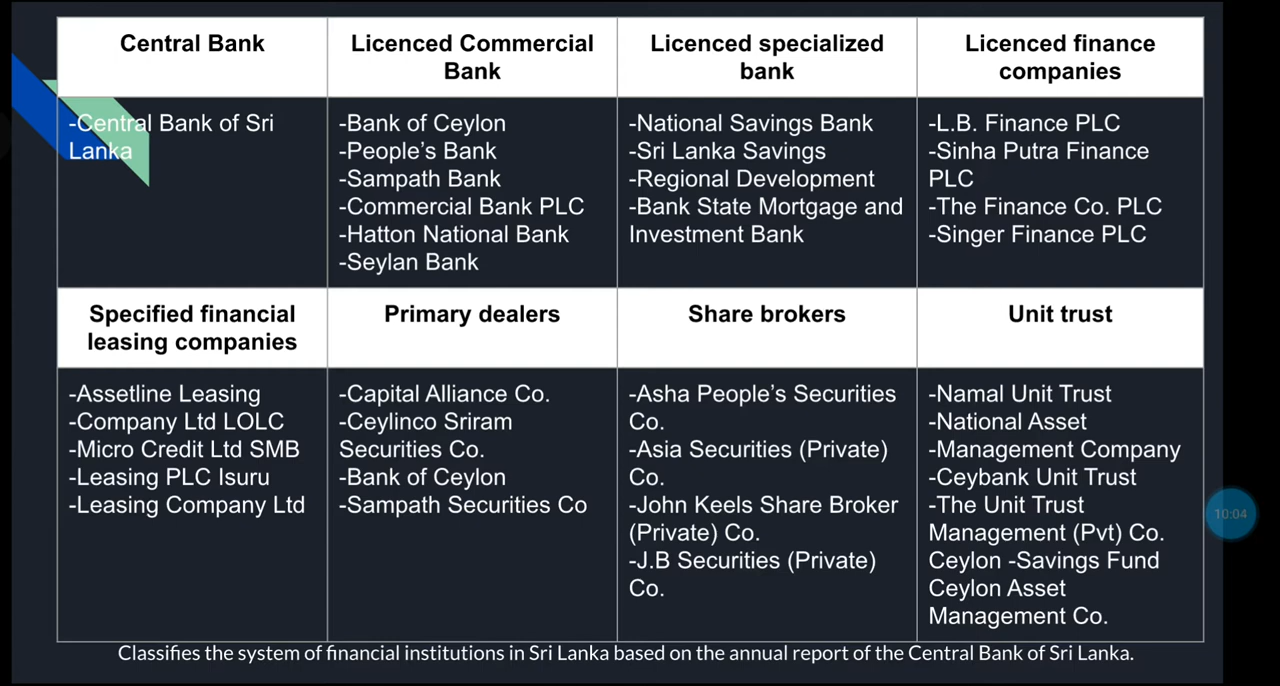 Central Bank
Licenced Commercial
Bank
Licenced specialized
bank
Licenced finance
companies
-Central Bank of Sri
Lanka
-Bank of Ceylon
-People’s Bank
-Sampath Bank
-Commercial Bank PLC
-Hatton National Bank
-Seylan Bank
-National Savings Bank
-Sri Lanka Savings
-Regional Development
-Bank State Mortgage and
Investment Bank
-L.B. Finance PLC
-Sinha Putra Finance
PLC
-The Finance Co. PLC
-Singer Finance PLC
Specified financial
leasing companies
Primary dealers
Share brokers
Unit trust
-Assetline Leasing
-Company Ltd LOLC
-Micro Credit Ltd SMB
-Leasing PLC Isuru
-Leasing Company Ltd
-Capital Alliance Co.
-Ceylinco Sriram
Securities Co.
-Bank of Ceylon
-Sampath Securities Co
-Asha People’s Securities
Co.
-Asia Securities (Private)
Co.
-John Keels Share Broker
(Private) Co.
-J.B Securities (Private)
Co.
-Namal Unit Trust
-National Asset
-Management Company
-Ceybank Unit Trust
-The Unit Trust
Management (Pvt) Co.
Ceylon -Savings Fund
Ceylon Asset
Management Co.
10:04
Classifies the system of financial institutions in Sri Lanka based on the annual report of the Central Bank of Sri Lanka.